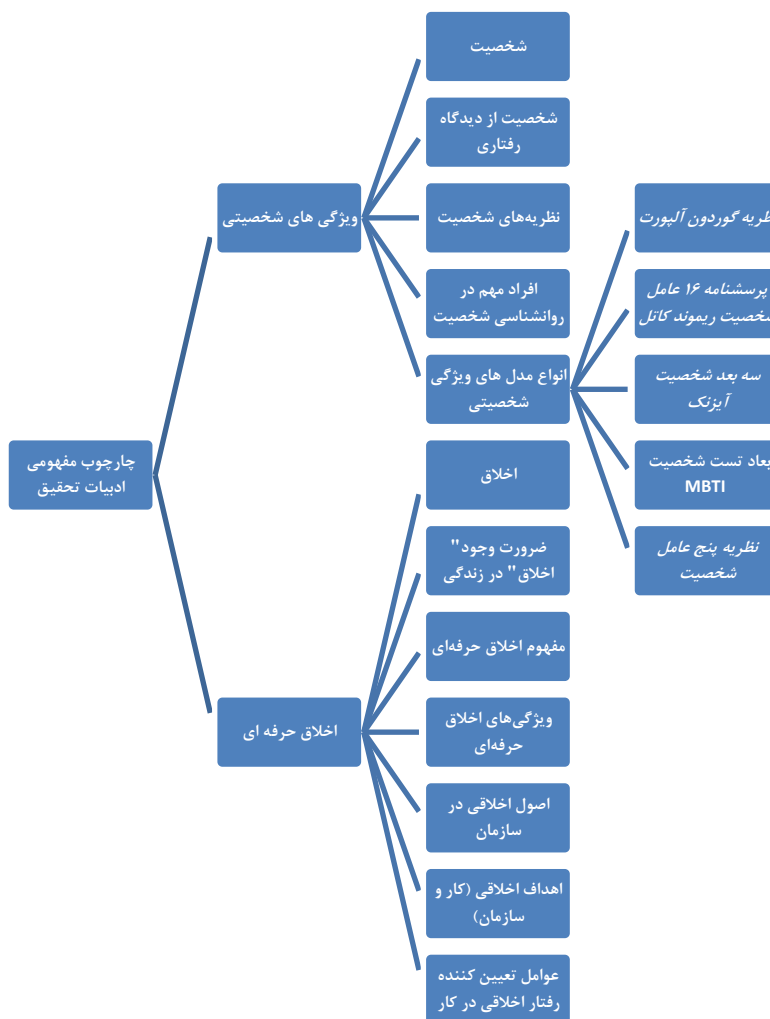 چارچوب مفهومی
ادبیات تحقیق
ویژگی های شخصیتی
شخصیت
شخصیت از دیدگاه
رفتاری
نظریه‌های شخصیت
افراد مهم در
روانشناسی شخصیت
انواع مدل های ویژگی
شخصیتی
نظریه گوردون آلپورت
پرسشنامه ۱۶ عامل
شخصیت ریموند کاتل
سه بعد شخصیت
آیزنک
ابعاد تست شخصیت
MBTI
نظریه پنج عامل
شخصیت
اخلاق حرفه ای
اخلاق
ضرورت وجود"
اخلاق" در زندگی
مفهوم اخلاق حرفه‌ای
ویژگی‌های اخلاق
حرفه‌ای
اصول اخلاقی در
سازمان
اهداف اخلاقی (کار و
سازمان)
عوامل تعیین کننده
رفتار اخلاقی در کار